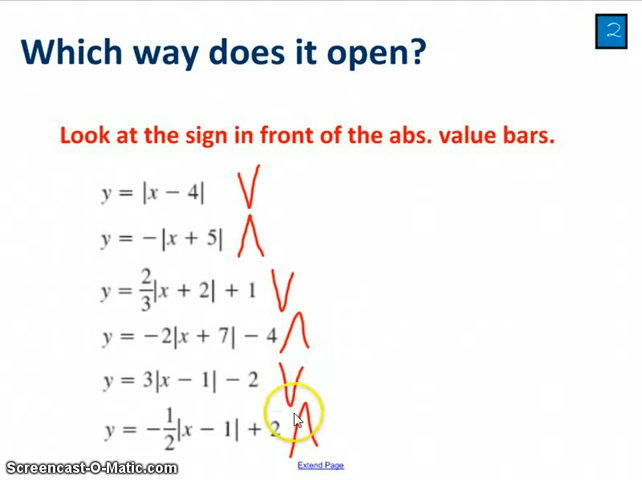 Which way does it open?
2
Look at the sign in front of the abs. value bars.
y = |x − 4|
y = −|x + 5|
y = 2/3|x + 2| + 1
y = −2|x + 7| − 4
y = 3|x − 1| − 2
y = −1/2|x − 1| + 2
Screencast-O-Matic.com
Extend Page